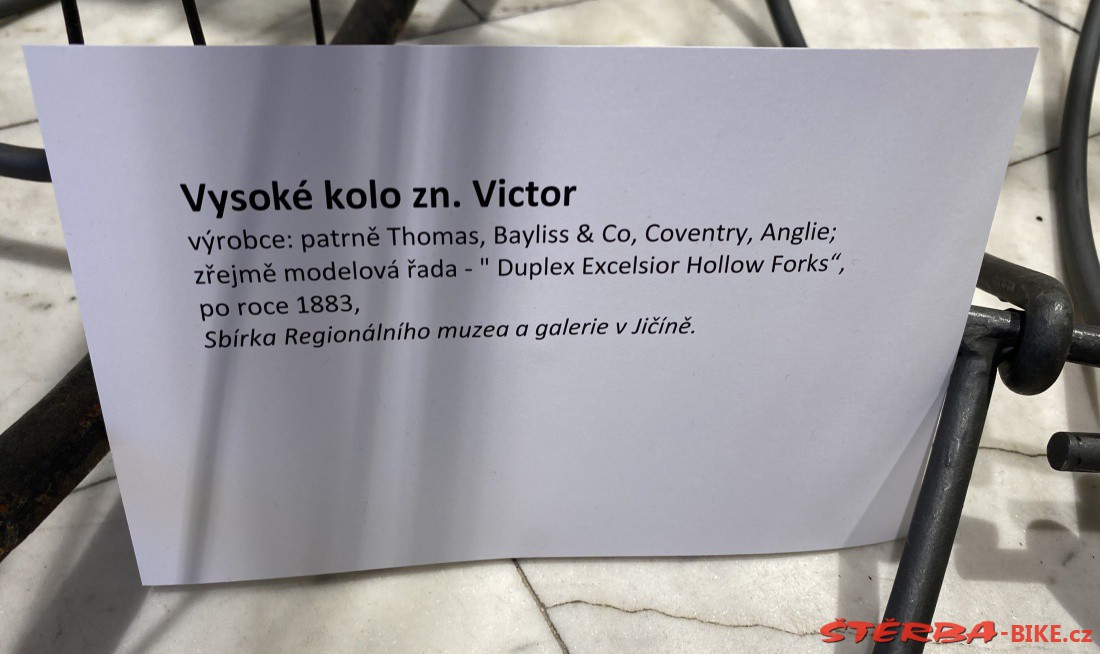 Vysoké kolo zn. Victor
výrobce: patrně Thomas, Bayliss & Co, Coventry, Anglie;
zřejmě modelová řada - " Duplex Excelsior Hollow Forks“,
po roce 1883,
Sbírka Regionálního muzea a galerie v Jičíně.
ŠTĚRBA-BIKE.cz